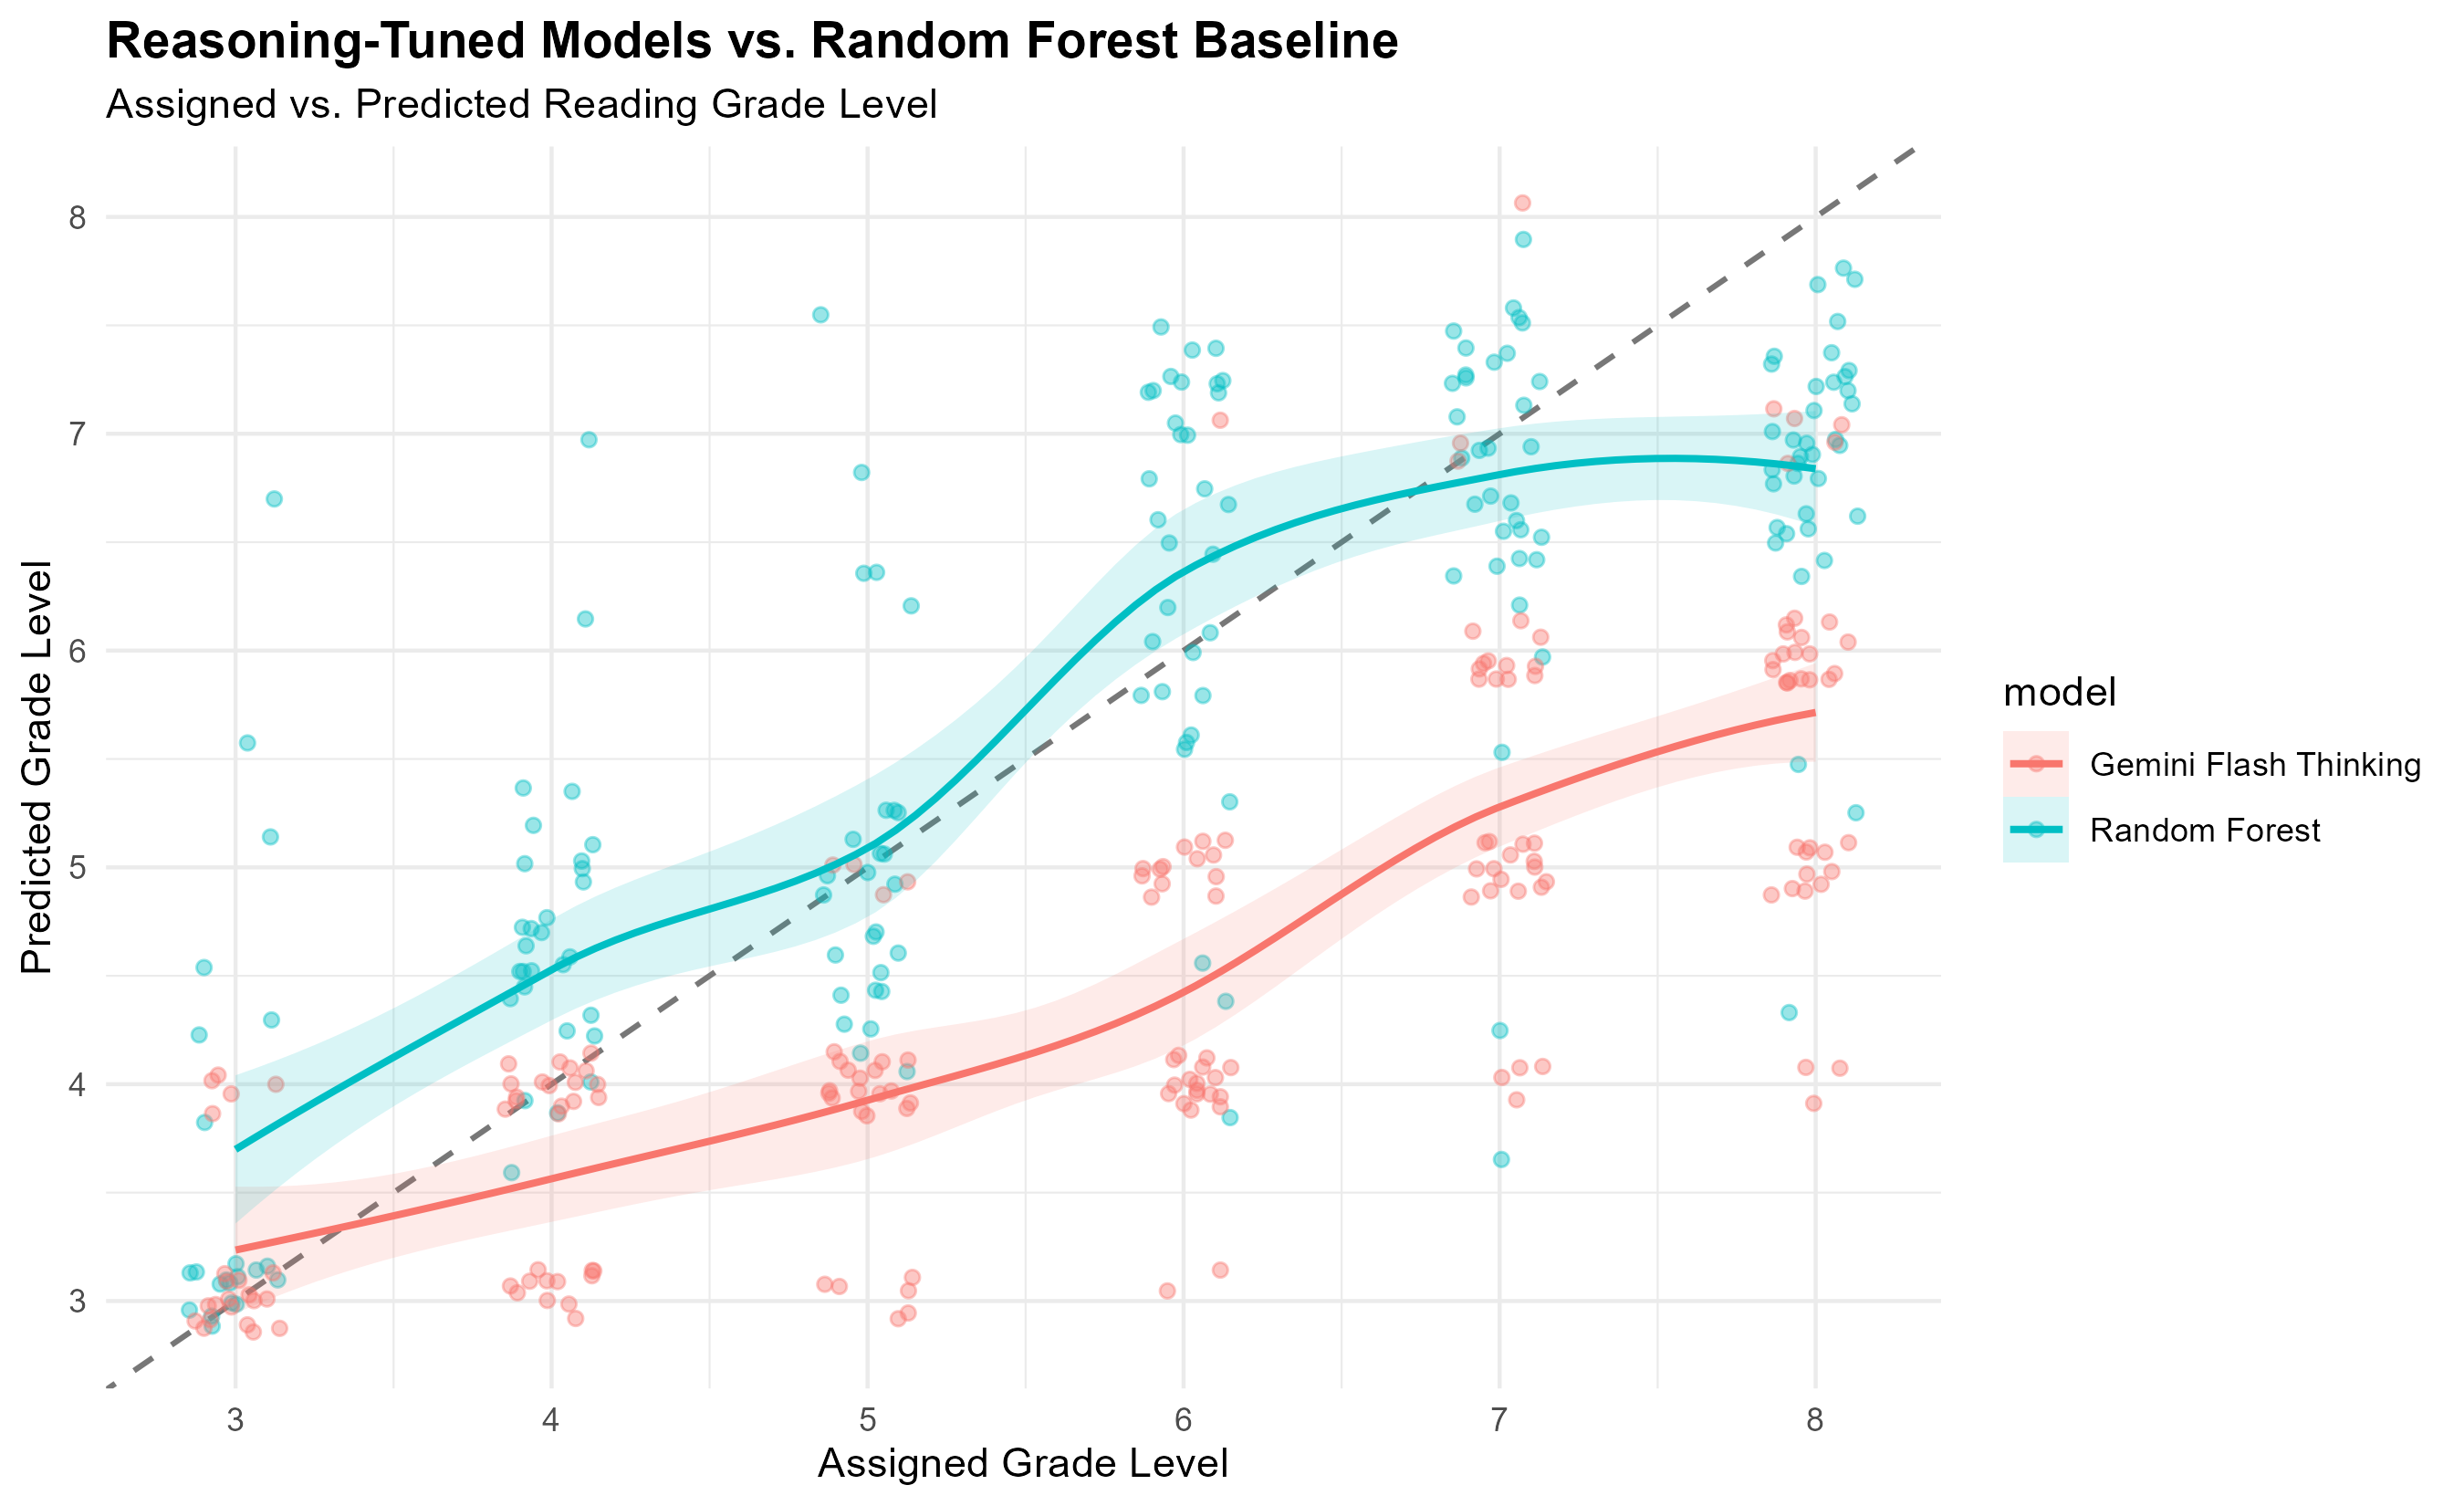 Reasoning-Tuned Models vs. Random Forest Baseline
Assigned vs. Predicted Reading Grade Level
Predicted Grade Level
8
7
6
5
4
3
3 4 5 6 7 8
Assigned Grade Level
model
Gemini Flash Thinking
Random Forest